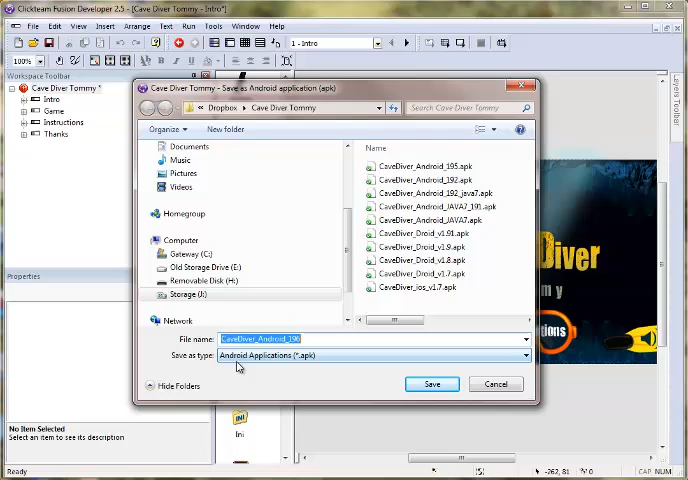 Clickteam Fusion Developer 2.5 - [Cave Diver Tommy - Intro*]
File Edit View Insert Arrange Run Tools Window Help
1 - Intro
100%
Workspace Toolbar
Cave Diver Tommy *
Intro
Game
Instructions
Thanks
Properties
No Item Selected
Select an item to see its description
Ready
Cave Diver Tommy - Save as Android application (apk)
Dropbox
Cave Diver Tommy
Search Cave Diver Tommy
Organize
New folder
Documents
Music
Pictures
Videos
Homegroup
Computer
Gateway (C:)
Old Storage Drive (E:)
Removable Disk (H:)
Storage (J:)
Network
Name
CaveDiver_Android_195.apk
CaveDiver_Android_192.apk
CaveDiver_Android_192_java7.apk
CaveDiver_Android_JAVA7_191.apk
CaveDiver_Android_JAVA7.apk
CaveDiver_Droid_v1.91.apk
CaveDiver_Droid_v1.9.apk
CaveDiver_Droid_v1.8.apk
CaveDiver_Droid_v1.7.apk
CaveDiver_ios_v1.7.apk
File name: CaveDiver_Android_196
Save as type: Android Applications (*.apk)
Hide Folders
Save
Cancel
Layers Toolbar
Diver
m y
tions
Ini
-262, 81
0
CAP NUM